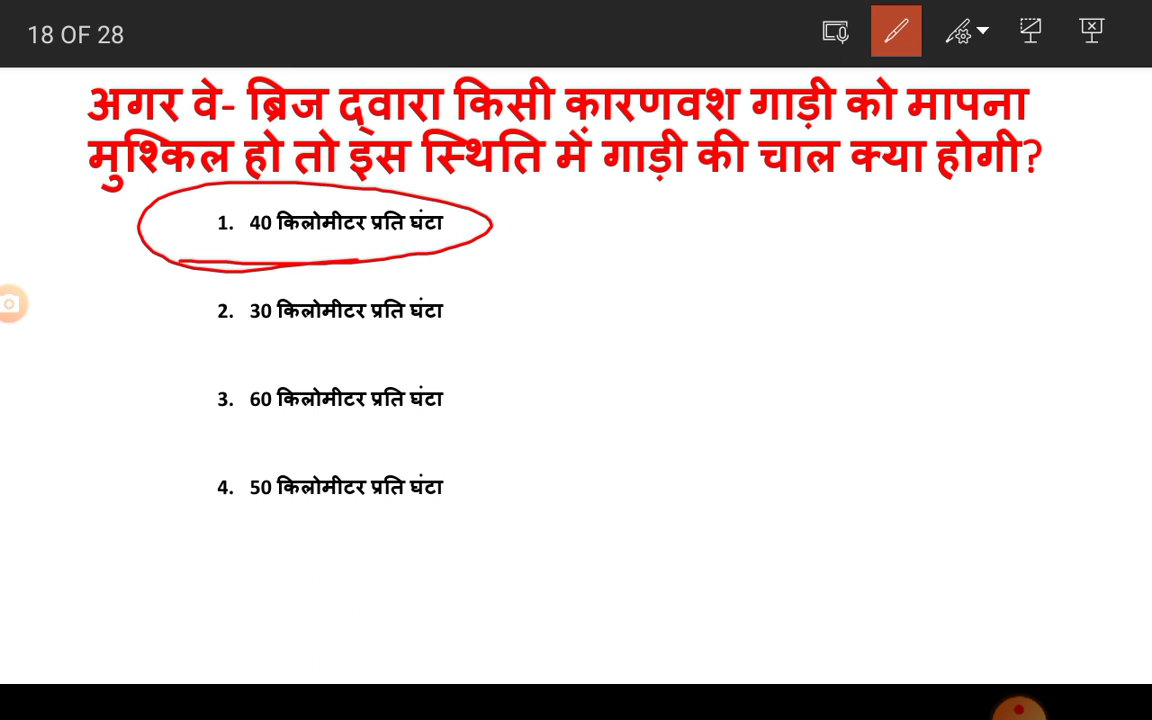 18 OF 28
अगर वे- ब्रिज द्वारा किसी कारणवश गाड़ी को मापना
मुश्किल हो तो इस स्थिति में गाड़ी की चाल क्या होगी?
1. 40 किलोमीटर प्रति घंटा
2. 30 किलोमीटर प्रति घंटा
3. 60 किलोमीटर प्रति घंटा
4. 50 किलोमीटर प्रति घंटा